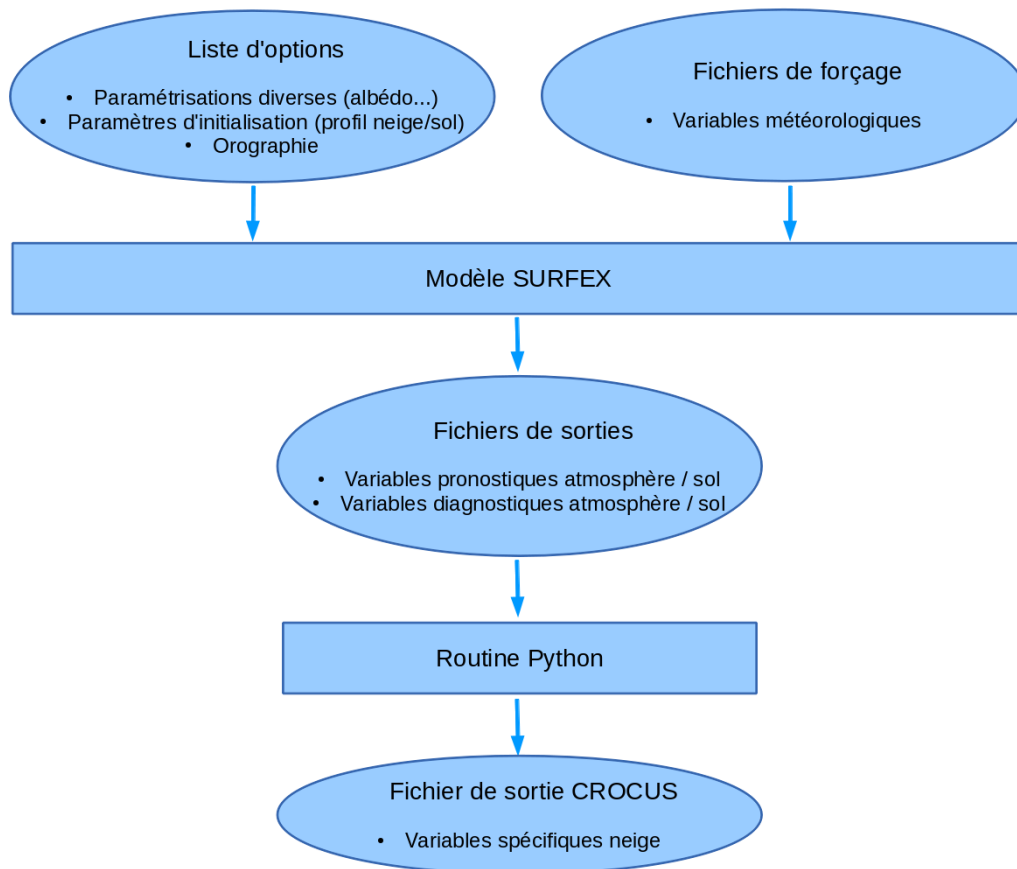 Liste d'options
• Paramétrisations diverses (albédo...)
• Paramètres d'initialisation (profil neige/sol)
• Orographie
Fichiers de forçage
• Variables météorologiques
Modèle SURFEX
Fichiers de sorties
• Variables pronostiques atmosphère / sol
• Variables diagnostiques atmosphère / sol
Routine Python
Fichier de sortie CROCUS
• Variables spécifiques neige